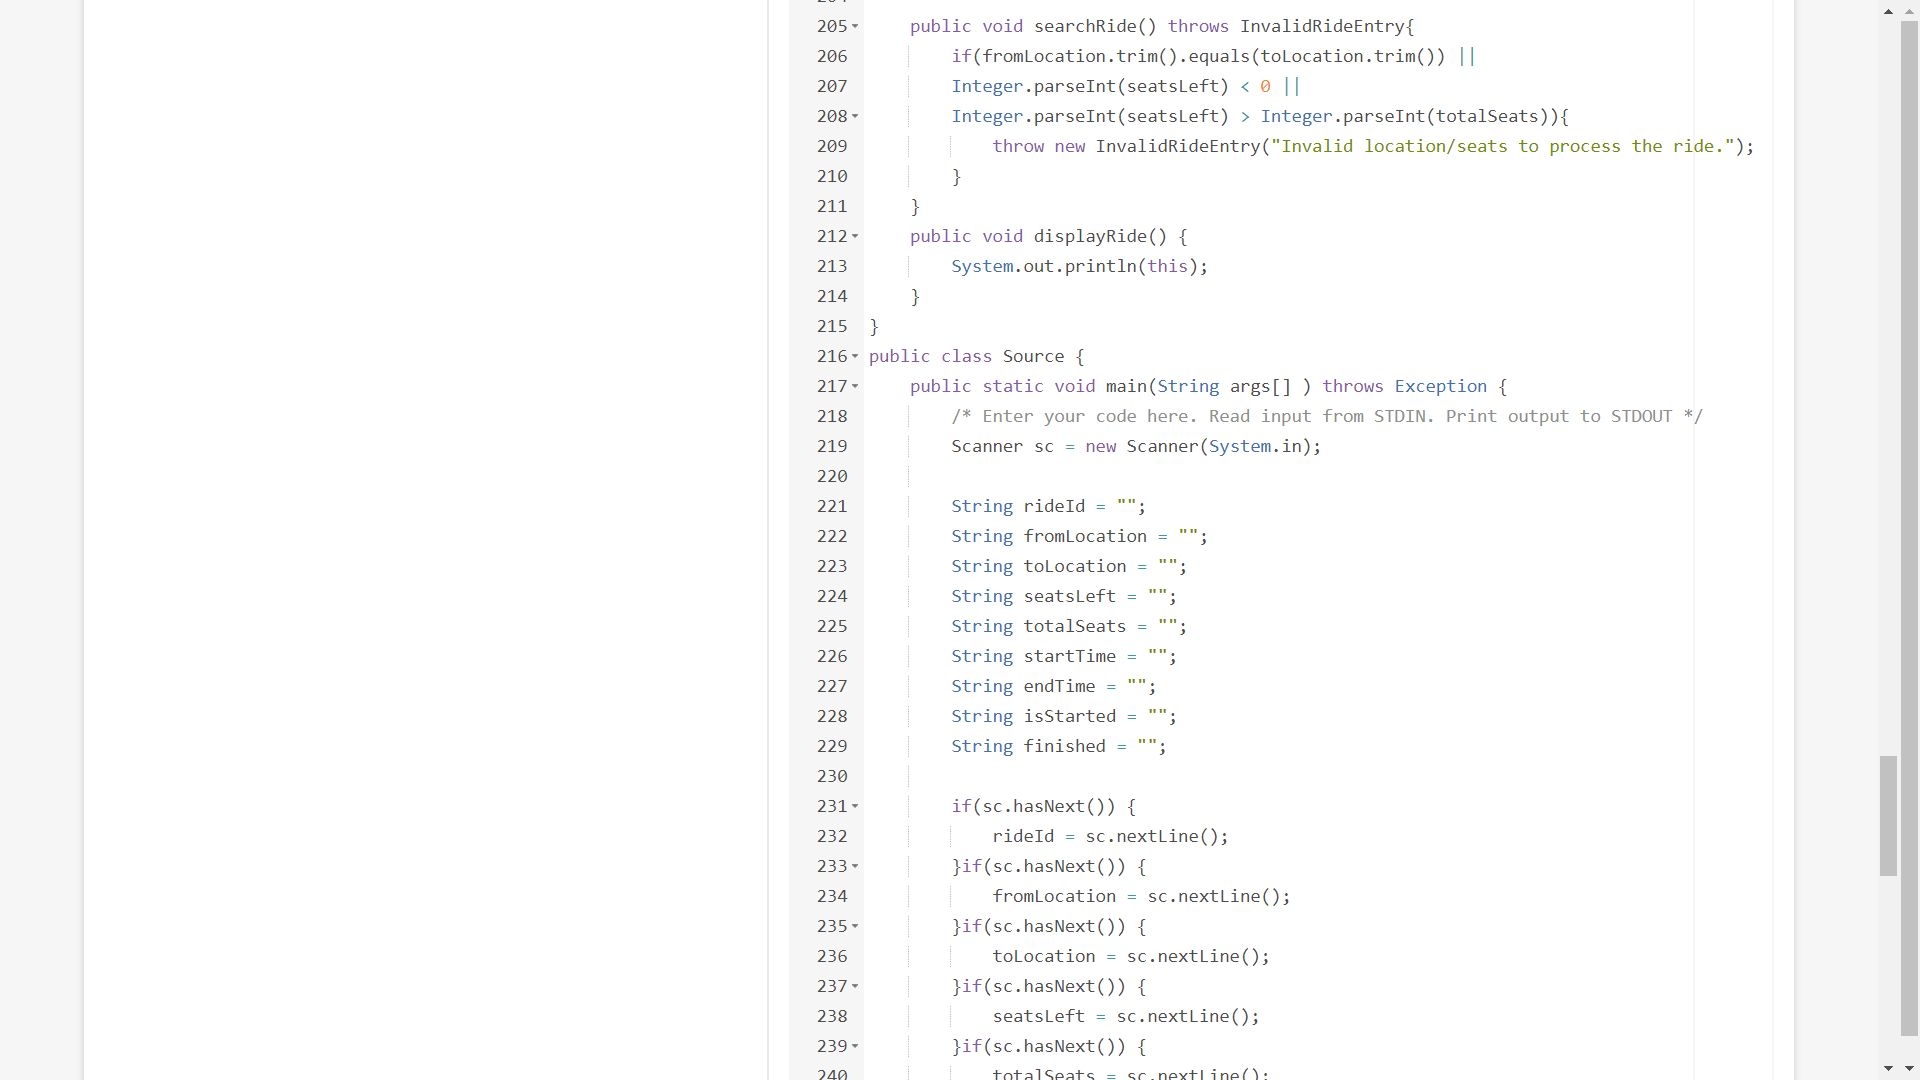 205 public void searchRide() throws InvalidRideEntry{
206 if(fromLocation.trim().equals(toLocation.trim()) ||
207 Integer.parseInt(seatsLeft) < 0 ||
208 Integer.parseInt(seatsLeft) > Integer.parseInt(totalSeats)){
209 throw new InvalidRideEntry("Invalid location/seats to process the ride.");
210 }
211 }
212 public void displayRide() {
213 System.out.println(this);
214 }
215 }
216 public class Source {
217 public static void main(String args[] ) throws Exception {
218 /* Enter your code here. Read input from STDIN. Print output to STDOUT */
219 Scanner sc = new Scanner(System.in);
220
221 String rideId = "";
222 String fromLocation = "";
223 String toLocation = "";
224 String seatsLeft = "";
225 String totalSeats = "";
226 String startTime = "";
227 String endTime = "";
228 String isStarted = "";
229 String finished = "";
230
231 if(sc.hasNext()) {
232 rideId = sc.nextLine();
233 }if(sc.hasNext()) {
234 fromLocation = sc.nextLine();
235 }if(sc.hasNext()) {
236 toLocation = sc.nextLine();
237 }if(sc.hasNext()) {
238 seatsLeft = sc.nextLine();
239 }if(sc.hasNext()) {
240 totalSeats = sc.nextLine();